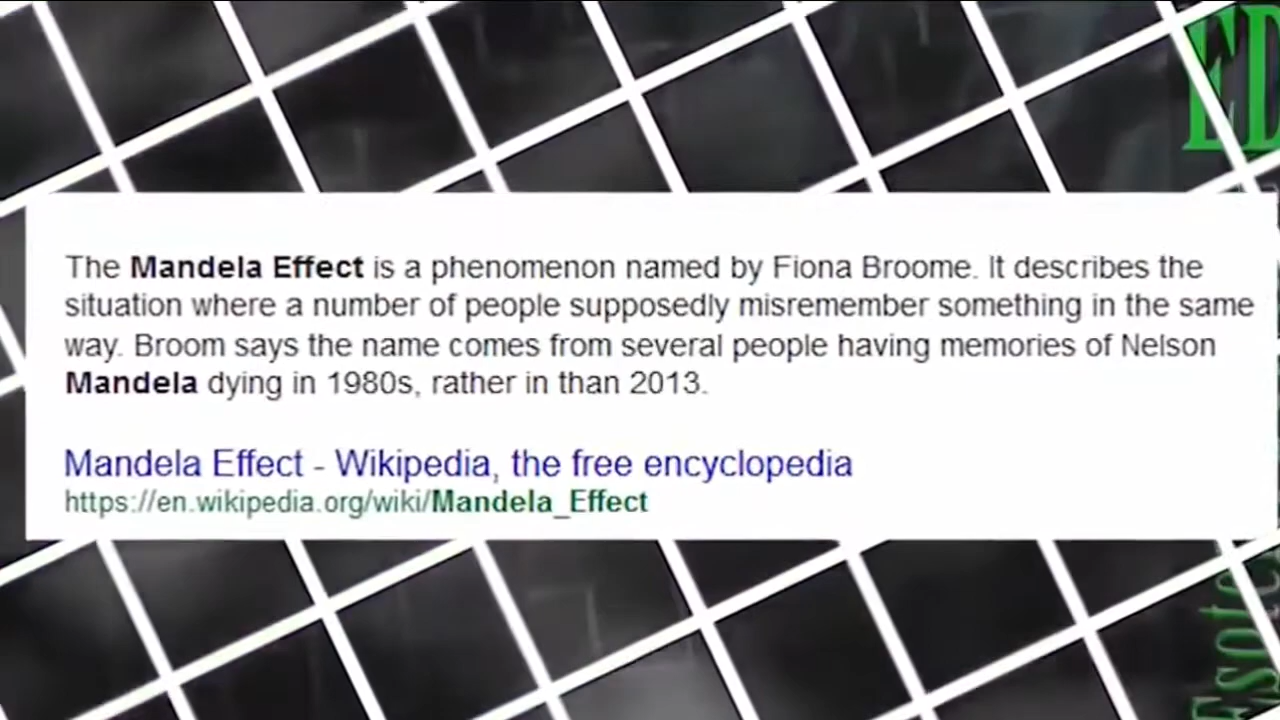 ED
The Mandela Effect is a phenomenon named by Fiona Broome. It describes the
situation where a number of people supposedly misremember something in the same
way. Broom says the name comes from several people having memories of Nelson
Mandela dying in 1980s, rather in than 2013.
Mandela Effect - Wikipedia, the free encyclopedia
https://en.wikipedia.org/wiki/Mandela_Effect